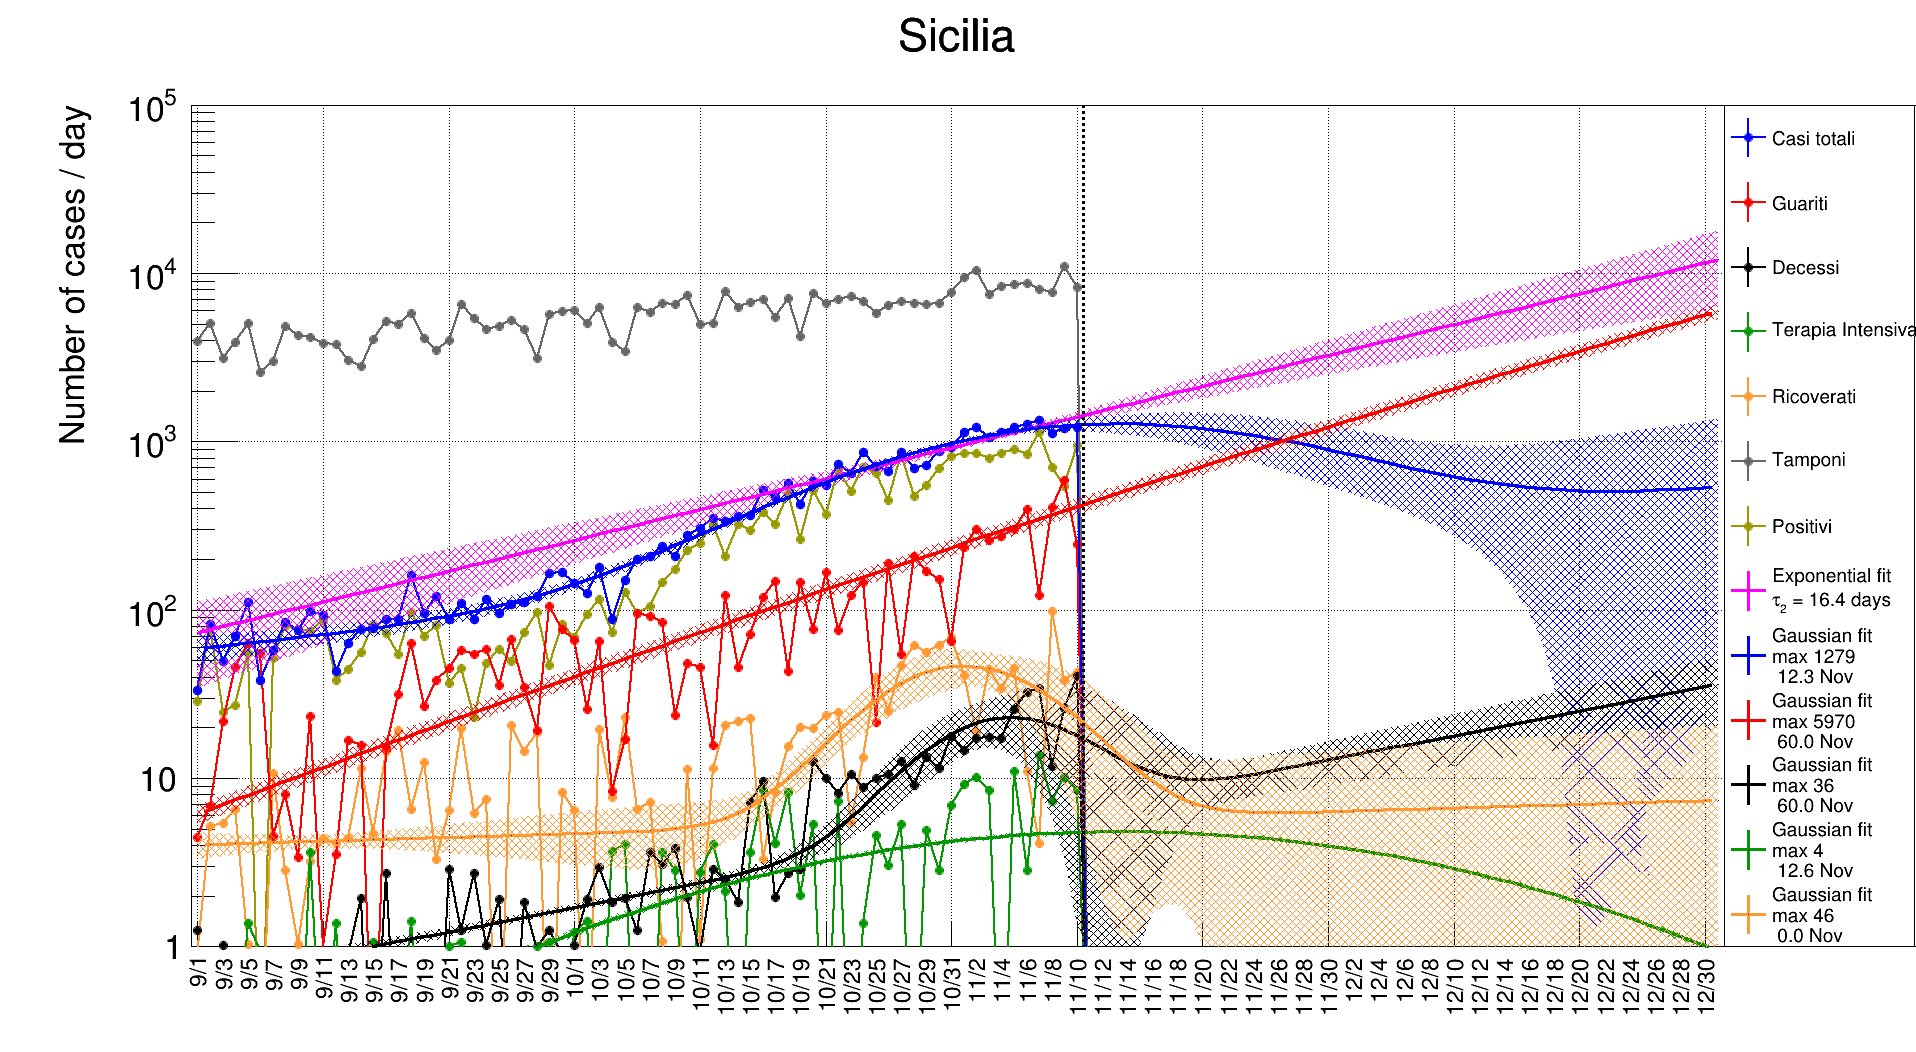 Sicilia
Number of cases / day
10^5
10^4
10^3
10^2
10
1
9/1
9/3
9/5
9/7
9/9
9/11
9/13
9/15
9/17
9/19
9/21
9/23
9/25
9/27
9/29
10/1
10/3
10/5
10/7
10/9
10/11
10/13
10/15
10/17
10/19
10/21
10/23
10/25
10/27
10/29
10/31
11/2
11/4
11/6
11/8
11/10
11/12
11/14
11/16
11/18
11/20
11/22
11/24
11/26
11/28
11/30
12/2
12/4
12/6
12/8
12/10
12/12
12/14
12/16
12/18
12/20
12/22
12/24
12/26
12/28
12/30
Casi totali
Guariti
Decessi
Terapia Intensiva
Ricoverati
Tamponi
Positivi
Exponential fit
τ₂ = 16.4 days
Gaussian fit
max 1279
12.3 Nov
Gaussian fit
max 5970
60.0 Nov
Gaussian fit
max 36
60.0 Nov
Gaussian fit
max 4
12.6 Nov
Gaussian fit
max 46
0.0 Nov